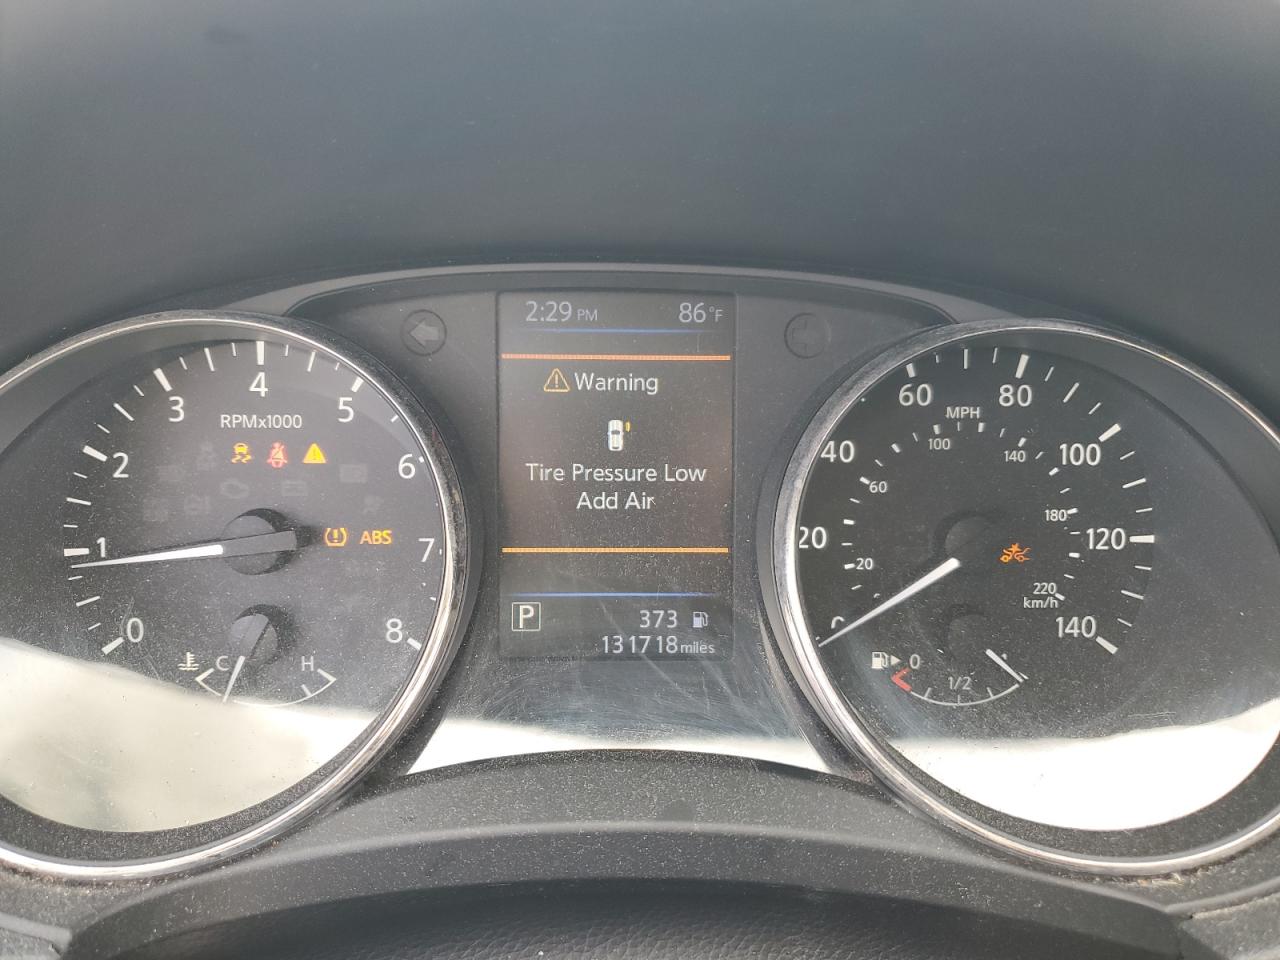 2:29 PM 86°F
Warning
Tire Pressure Low
Add Air
P 373
131718 miles
0 1 2 3 4 5 6 7 8
RPMx1000
ABS
C H
0 20 40 60 80 100 120 140
MPH
20 60 100 140 180 220
km/h
0 1/2